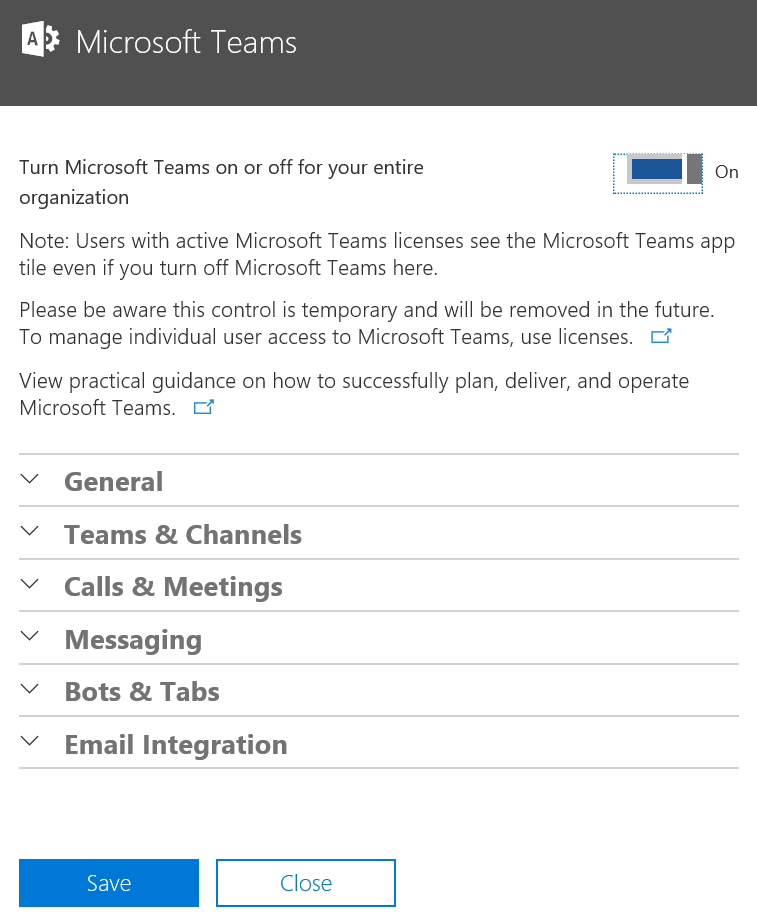 A
Microsoft Teams
Turn Microsoft Teams on or off for your entire
organization
On
Note: Users with active Microsoft Teams licenses see the Microsoft Teams app
tile even if you turn off Microsoft Teams here.
Please be aware this control is temporary and will be removed in the future.
To manage individual user access to Microsoft Teams, use licenses.
View practical guidance on how to successfully plan, deliver, and operate
Microsoft Teams.
General
Teams & Channels
Calls & Meetings
Messaging
Bots & Tabs
Email Integration
Save
Close